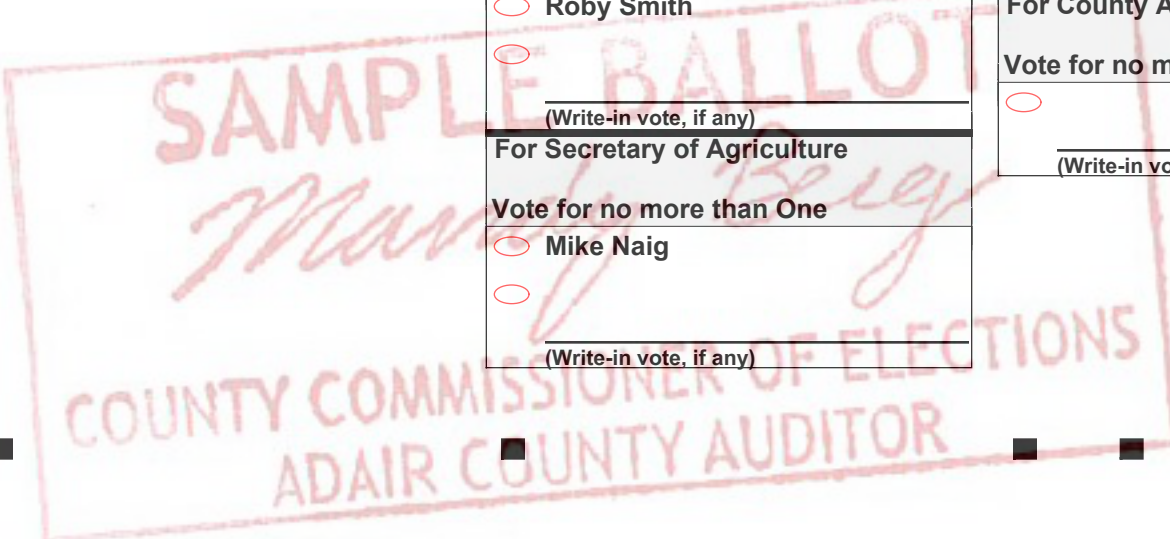 Roby Smith
(Write-in vote, if any)
For Secretary of Agriculture
Vote for no more than One
Mike Naig
(Write-in vote, if any)
For County A
Vote for no m
(Write-in vo
SAMPLE BALLOT
Mandy Berg
COUNTY COMMISSIONER OF ELECTIONS
ADAIR COUNTY AUDITOR